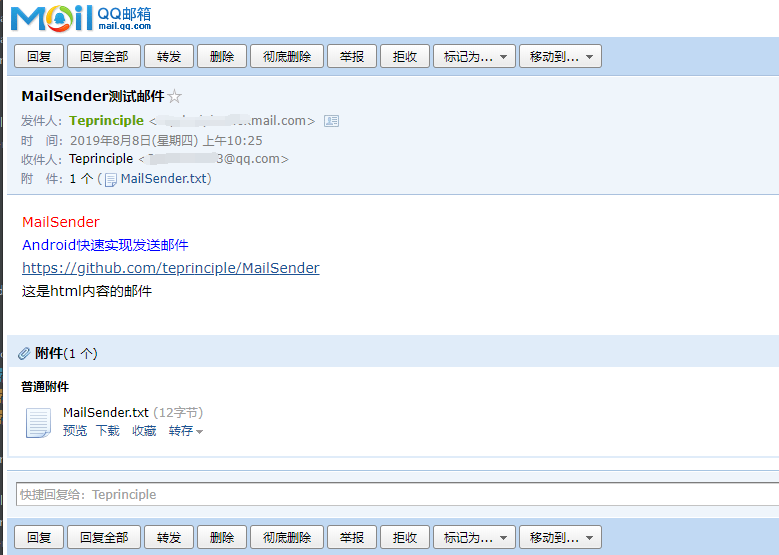 Mail QQ邮箱
mail.qq.com
回复 回复全部 转发 删除 彻底删除 举报 拒收 标记为... 移动到...
MailSender测试邮件
发件人: Teprinciple < mail.com>
时 间: 2019年8月8日(星期四) 上午10:25
收件人: Teprinciple < 3@qq.com>
附 件: 1 个 ( MailSender.txt)
MailSender
Android快速实现发送邮件
https://github.com/teprinciple/MailSender
这是html内容的邮件
附件(1 个)
普通附件
MailSender.txt (12字节)
预览 下载 收藏 转存
快捷回复给: Teprinciple
回复 回复全部 转发 删除 彻底删除 举报 拒收 标记为... 移动到...